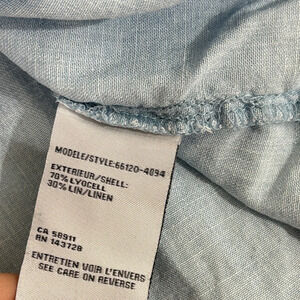 MODELE/STYLE:66120-4094
EXTERIEUR/SHELL:
70% LYOCELL
30% LIN/LINEN
CA 58911
RN 143728
ENTRETIEN VOIR L'ENVERS
SEE CARE ON REVERSE